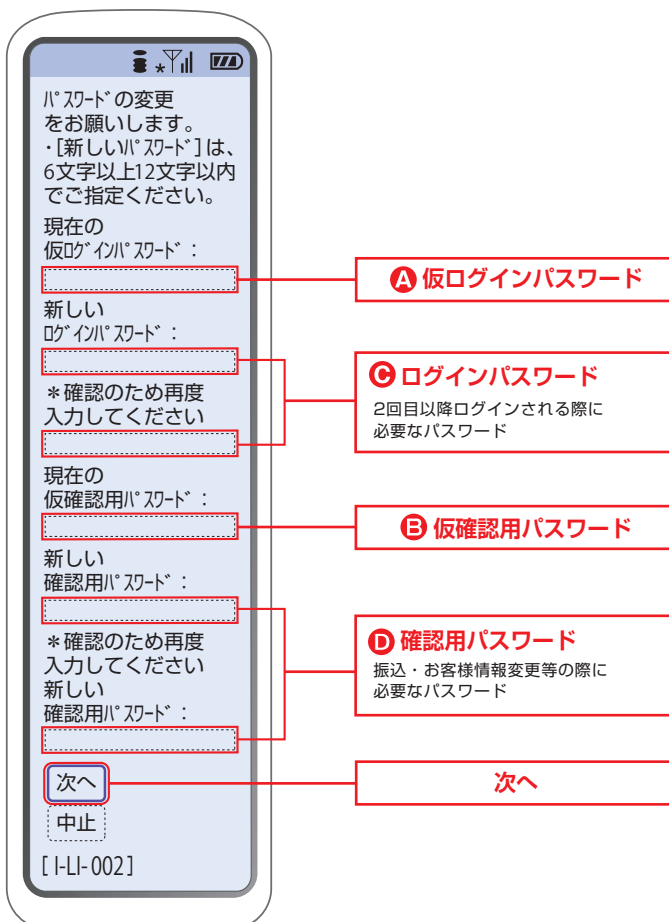 ﾊﾟｽﾜｰﾄﾞの変更
をお願いします。
・[新しいﾊﾟｽﾜｰﾄﾞ]は、
6文字以上12文字以内
でご指定ください。
現在の
仮ﾛｸﾞｲﾝﾊﾟｽﾜｰﾄﾞ：
A 仮ログインパスワード
新しい
ﾛｸﾞｲﾝﾊﾟｽﾜｰﾄﾞ：
＊確認のため再度
入力してください
C ログインパスワード
2回目以降ログインされる際に
必要なパスワード
現在の
仮確認用ﾊﾟｽﾜｰﾄﾞ：
B 仮確認用パスワード
新しい
確認用ﾊﾟｽﾜｰﾄﾞ：
＊確認のため再度
入力してください
新しい
確認用ﾊﾟｽﾜｰﾄﾞ：
D 確認用パスワード
振込・お客様情報変更等の際に
必要なパスワード
次へ
次へ
中止
[I-LI-002]